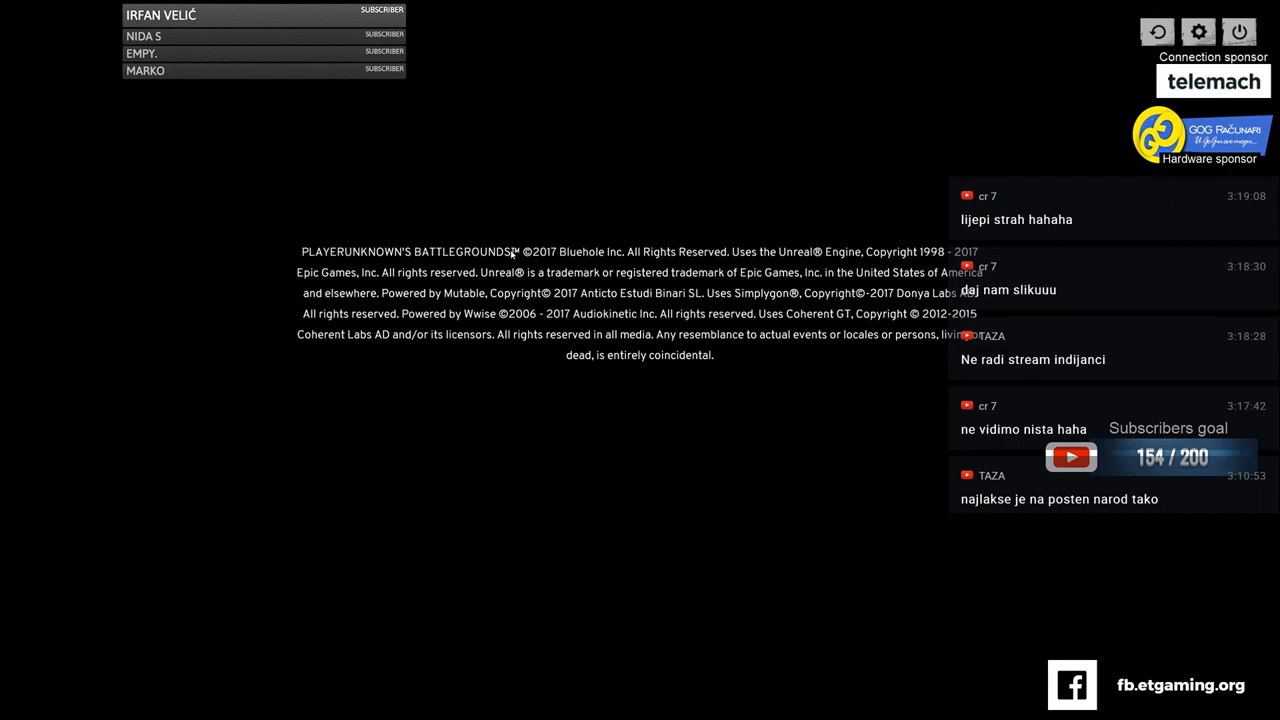 IRFAN VELIĆ SUBSCRIBER
NIDA S SUBSCRIBER
EMPY. SUBSCRIBER
MARKO SUBSCRIBER
Connection sponsor
telemach
GOG RAČUNARI
U GoGu sve mogu...
Hardware sponsor
PLAYERUNKNOWN'S BATTLEGROUNDS™ ©2017 Bluehole Inc. All Rights Reserved. Uses the Unreal® Engine, Copyright 1998 - 2017
Epic Games, Inc. All rights reserved. Unreal® is a trademark or registered trademark of Epic Games, Inc. in the United States of America
and elsewhere. Powered by Mutable, Copyright© 2017 Anticto Estudi Binari SL. Uses Simplygon®, Copyright©-2017 Donya Labs
All rights reserved. Powered by Wwise ©2006 - 2017 Audiokinetic Inc. All rights reserved. Uses Coherent GT, Copyright © 2012-2015
Coherent Labs AD and/or its licensors. All rights reserved in all media. Any resemblance to actual events or locales or persons, living or
dead, is entirely coincidental.
cr 7 3:19:08
lijepi strah hahaha
cr 7 3:18:30
daj nam slikuuu
TAZA 3:18:28
Ne radi stream indijanci
cr 7 3:17:42
ne vidimo nista haha
Subscribers goal
154 / 200
TAZA 3:10:53
najlakse je na posten narod tako
fb.etgaming.org